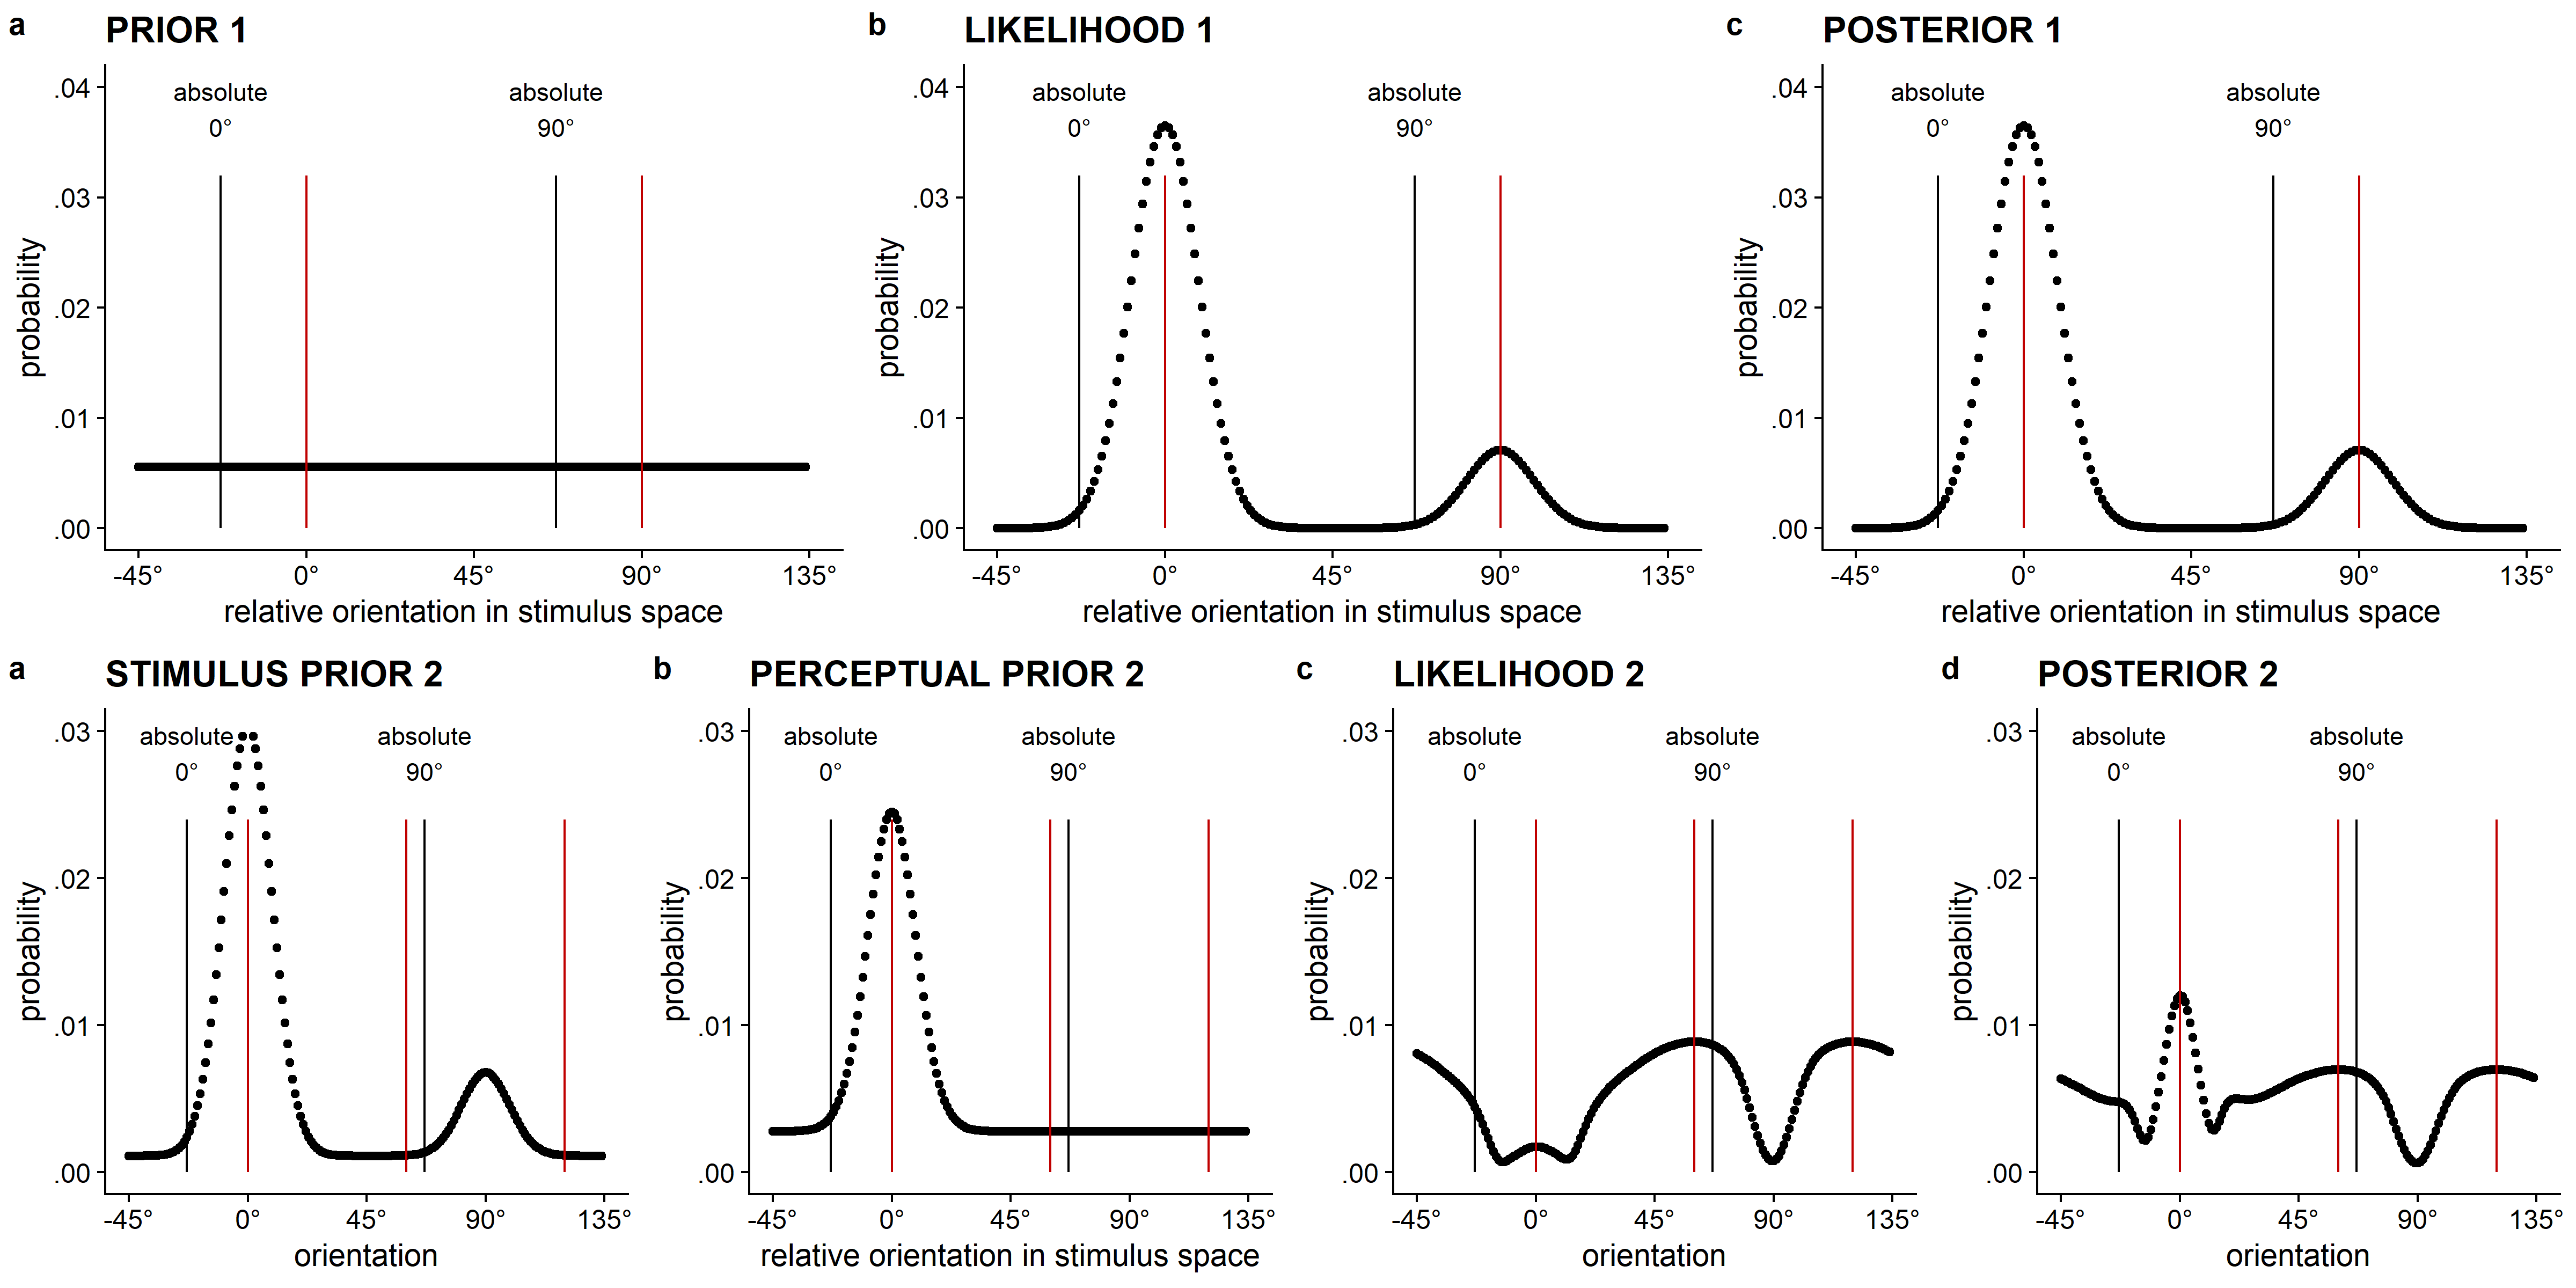 a PRIOR 1
.04
.03
.02
.01
.00
probability
absolute
0°
absolute
90°
-45° 0° 45° 90° 135°
relative orientation in stimulus space
b LIKELIHOOD 1
.04
.03
.02
.01
.00
probability
absolute
0°
absolute
90°
-45° 0° 45° 90° 135°
relative orientation in stimulus space
c POSTERIOR 1
.04
.03
.02
.01
.00
probability
absolute
0°
absolute
90°
-45° 0° 45° 90° 135°
relative orientation in stimulus space
a STIMULUS PRIOR 2
.03
.02
.01
.00
probability
absolute
0°
absolute
90°
-45° 0° 45° 90° 135°
orientation
b PERCEPTUAL PRIOR 2
.03
.02
.01
.00
probability
absolute
0°
absolute
90°
-45° 0° 45° 90° 135°
relative orientation in stimulus space
c LIKELIHOOD 2
.03
.02
.01
.00
probability
absolute
0°
absolute
90°
-45° 0° 45° 90° 135°
orientation
d POSTERIOR 2
.03
.02
.01
.00
probability
absolute
0°
absolute
90°
-45° 0° 45° 90° 135°
orientation